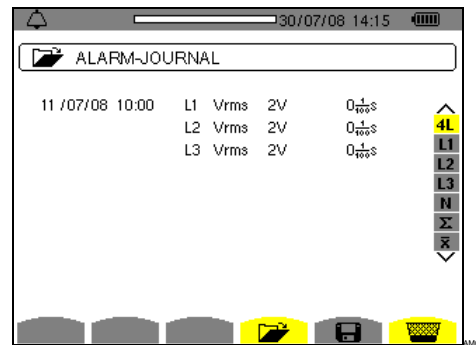 30/07/08 14:15
ALARM-JOURNAL
11 /07/08 10:00 L1 Vrms 2V 0 1/100 s
L2 Vrms 2V 0 1/100 s
L3 Vrms 2V 0 1/100 s
4L
L1
L2
L3
N
Σ
x̅